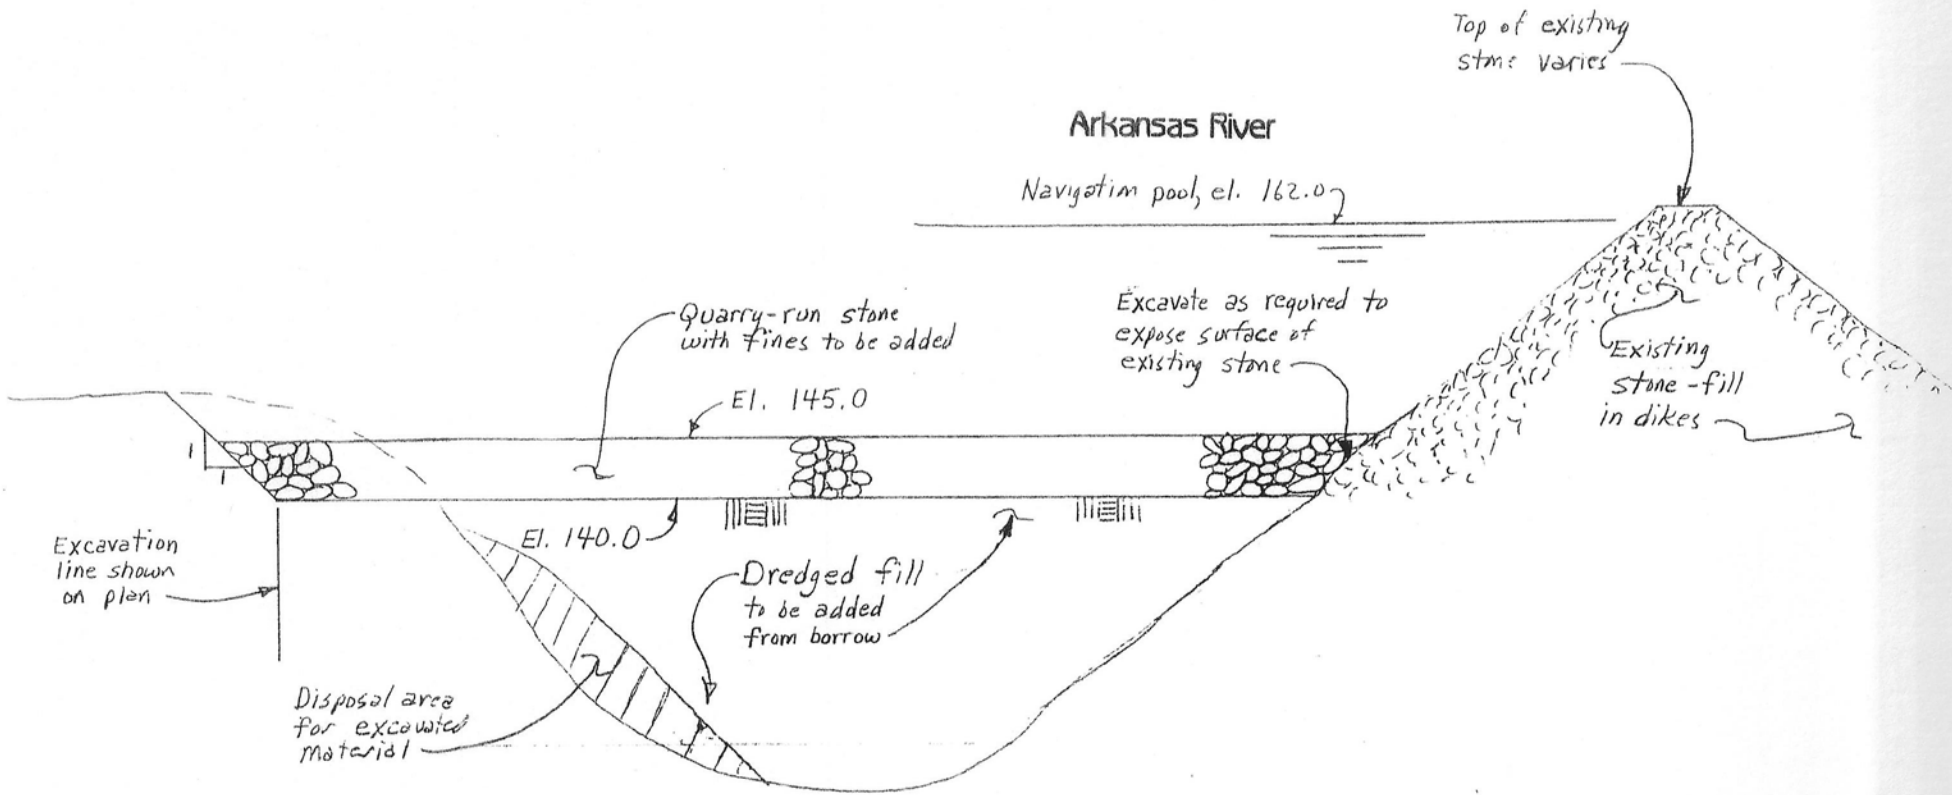 Top of existing
stone varies
Arkansas River
Navigation pool, el. 162.0
Quarry-run stone
with fines to be added
Excavate as required to
expose surface of
existing stone
Existing
stone-fill
in dikes
El. 145.0
1
1
El. 140.0
Excavation
line shown
on plan
Dredged fill
to be added
from borrow
Disposal area
for excavated
material